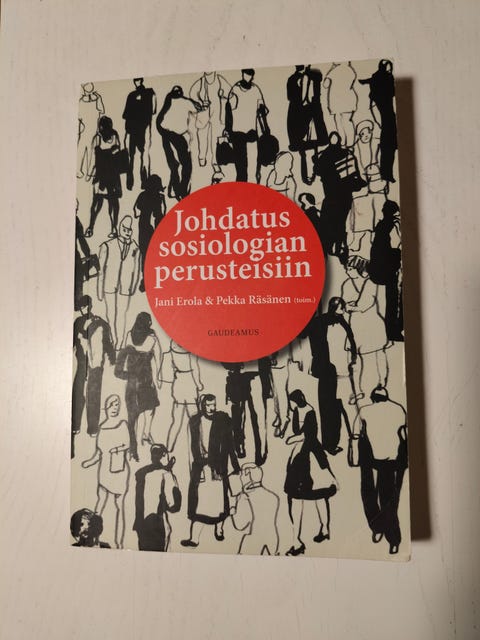 Johdatus
sosiologian
perusteisiin
Jani Erola & Pekka Räsänen (toim.)
GAUDEAMUS